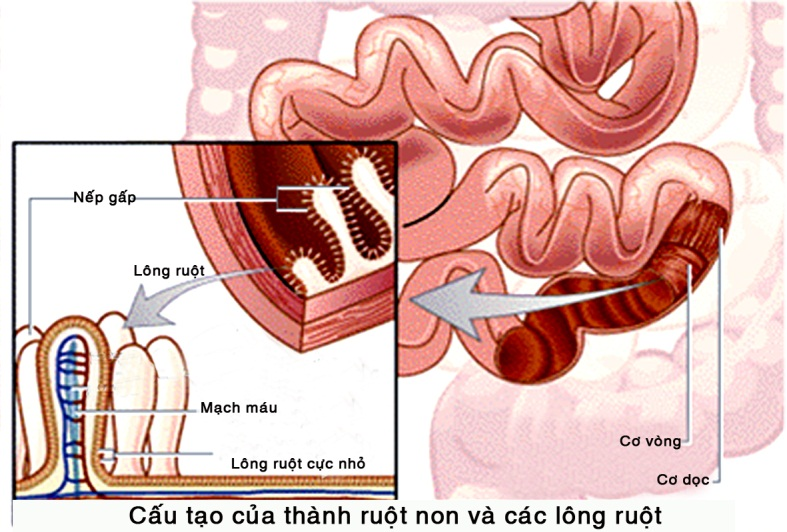 Nếp gấp
Lông ruột
Mạch máu
Lông ruột cực nhỏ
Cơ vòng
Cơ dọc
Cấu tạo của thành ruột non và các lông ruột